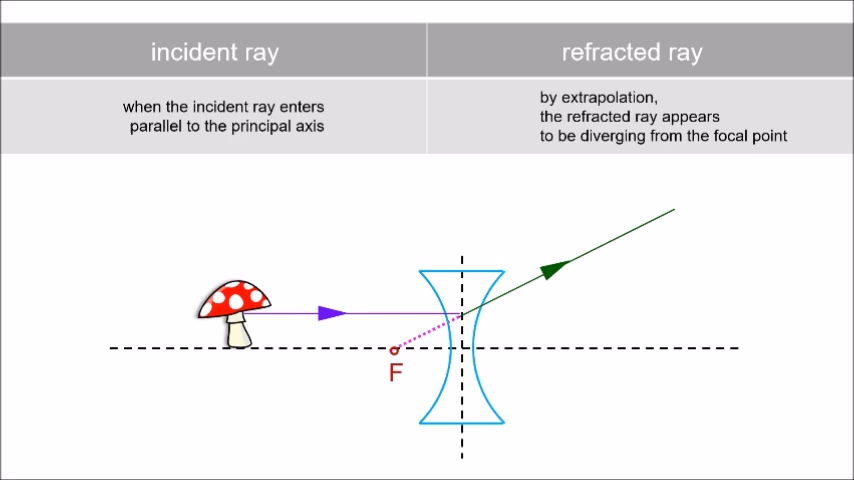 incident ray
refracted ray
when the incident ray enters
parallel to the principal axis
by extrapolation,
the refracted ray appears
to be diverging from the focal point
F